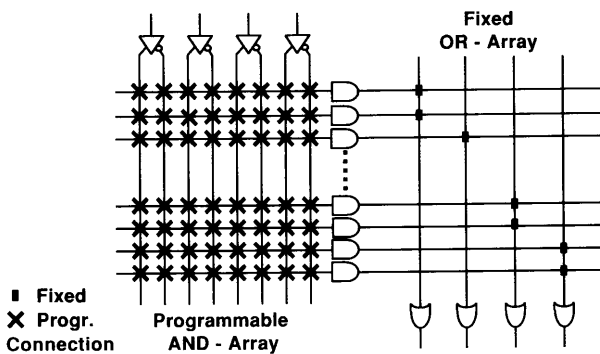 Fixed
OR - Array
Fixed
Progr.
Connection
Programmable
AND - Array